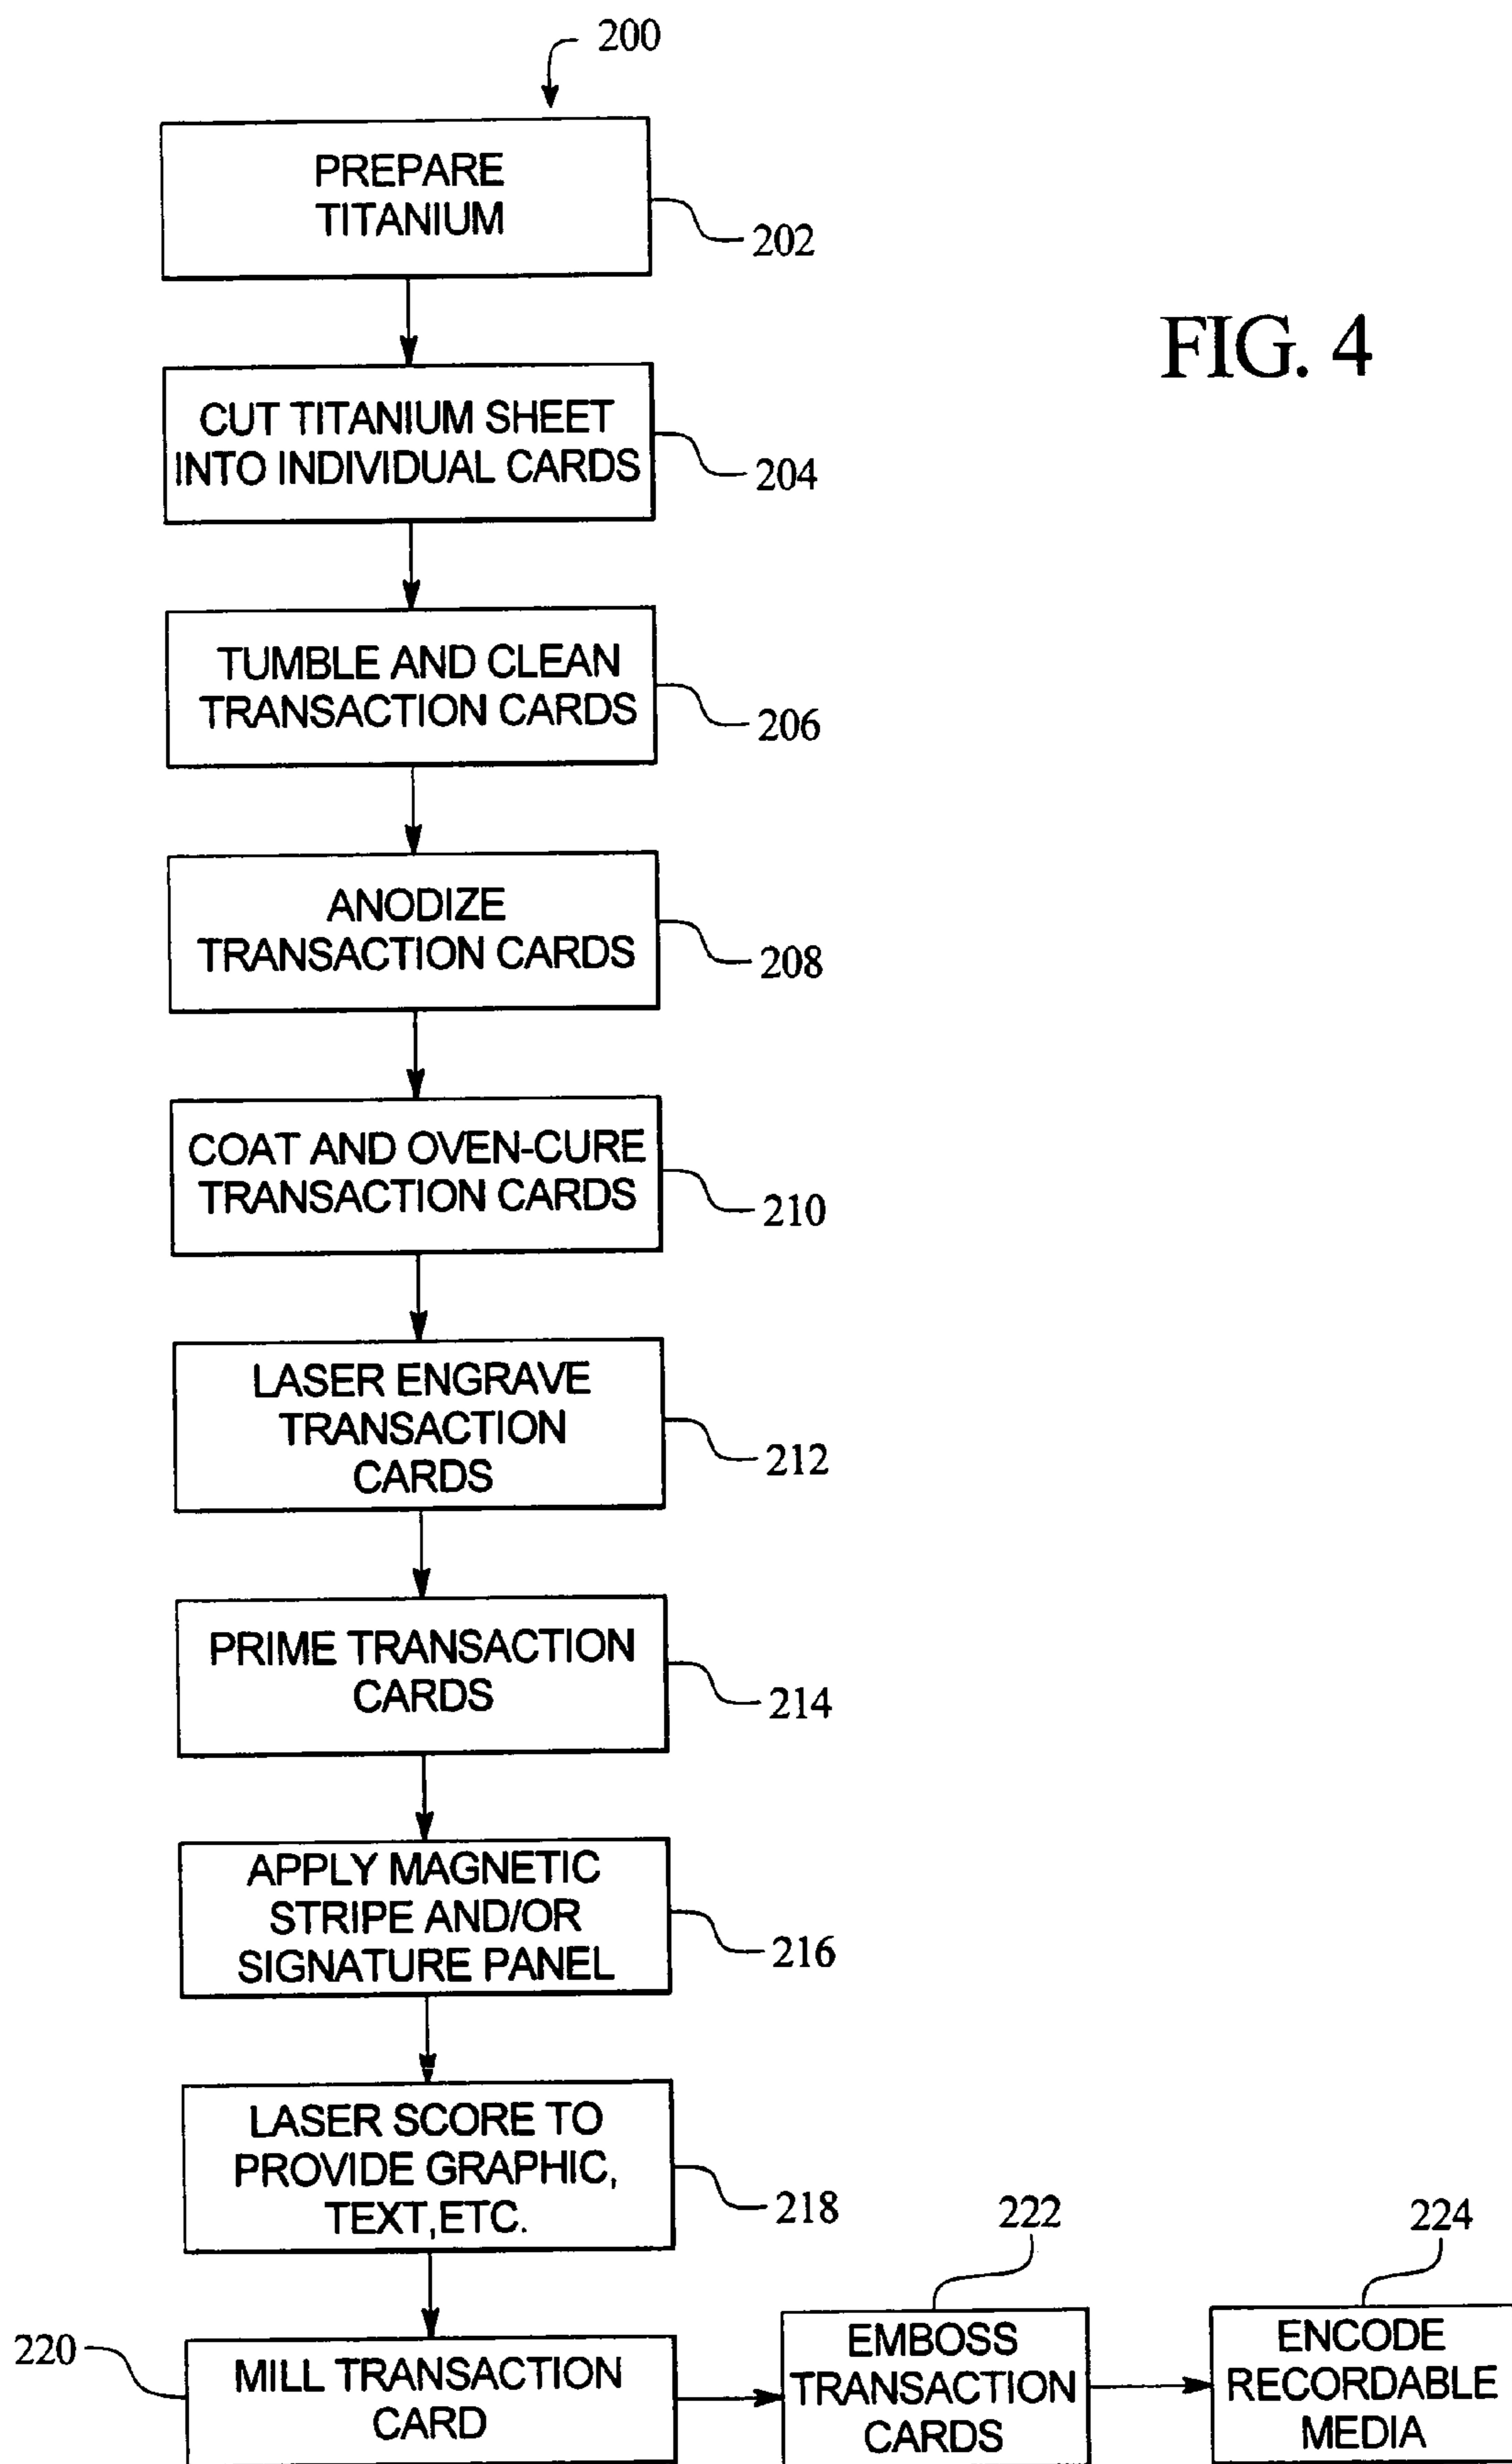 200
PREPARE
TITANIUM
202
FIG. 4
CUT TITANIUM SHEET
INTO INDIVIDUAL CARDS
204
TUMBLE AND CLEAN
TRANSACTION CARDS
206
ANODIZE
TRANSACTION CARDS
208
COAT AND OVEN-CURE
TRANSACTION CARDS
210
LASER ENGRAVE
TRANSACTION
CARDS
212
PRIME TRANSACTION
CARDS
214
APPLY MAGNETIC
STRIPE AND/OR
SIGNATURE PANEL
216
LASER SCORE TO
PROVIDE GRAPHIC,
TEXT,ETC.
218
220
MILL TRANSACTION
CARD
222
EMBOSS
TRANSACTION
CARDS
224
ENCODE
RECORDABLE
MEDIA